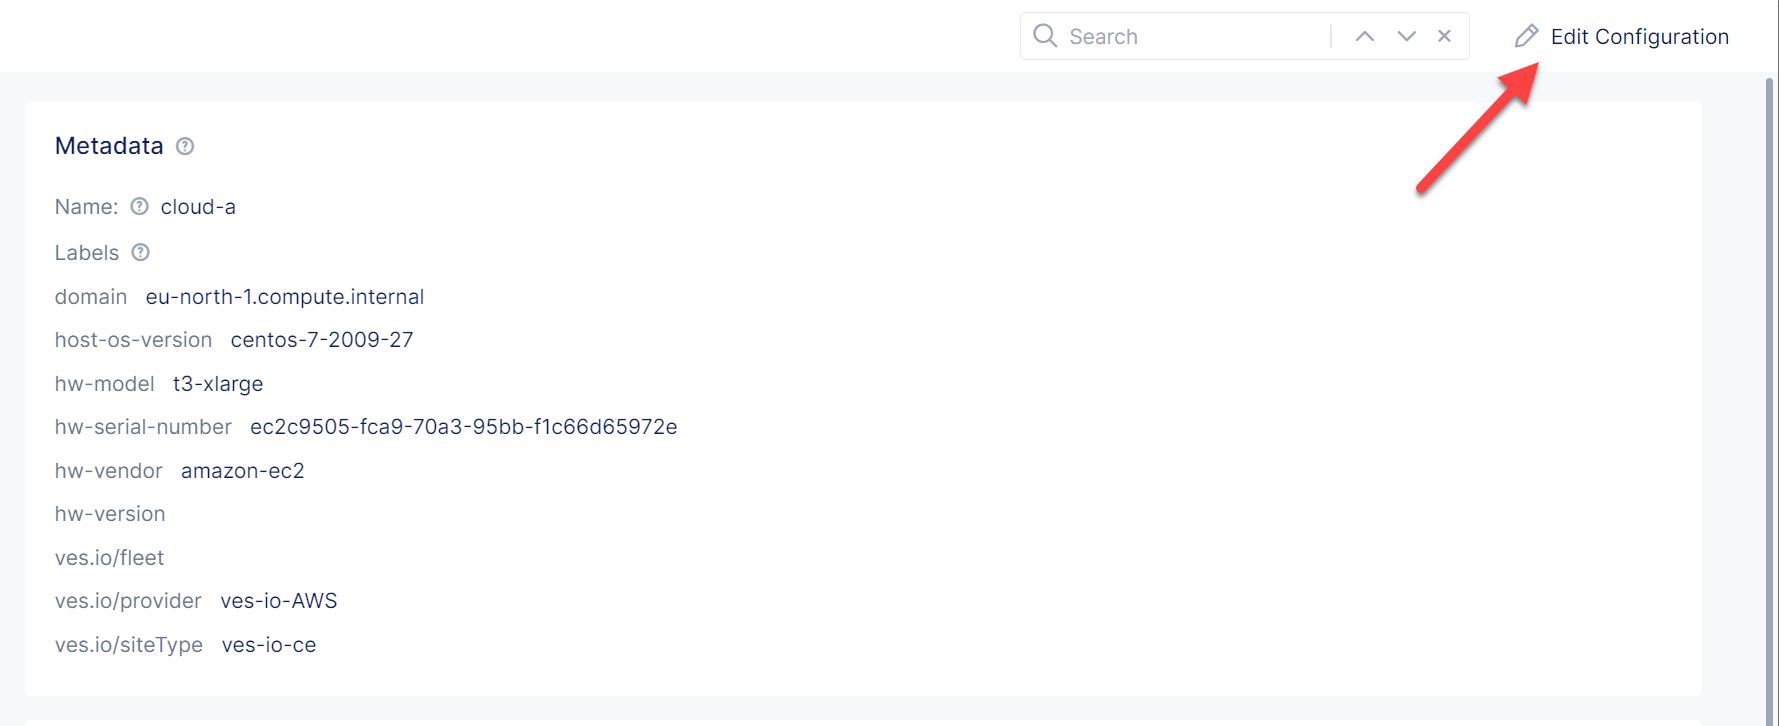 Search
Edit Configuration
Metadata
Name: cloud-a
Labels
domain eu-north-1.compute.internal
host-os-version centos-7-2009-27
hw-model t3-xlarge
hw-serial-number ec2c9505-fca9-70a3-95bb-f1c66d65972e
hw-vendor amazon-ec2
hw-version
ves.io/fleet
ves.io/provider ves-io-AWS
ves.io/siteType ves-io-ce